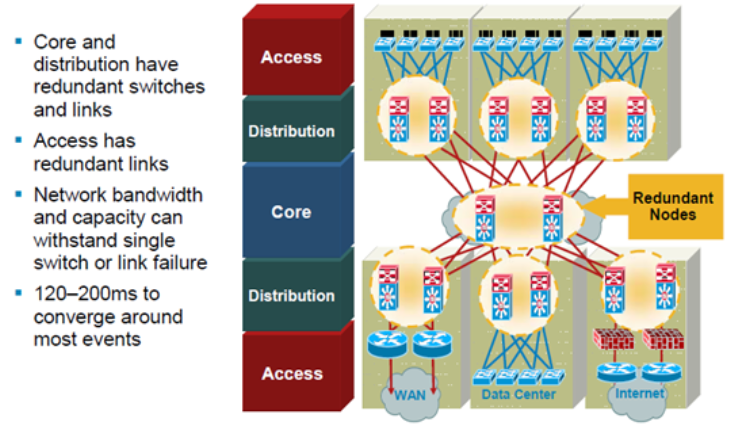 Core and
distribution have
redundant switches
and links
Access has
redundant links
Network bandwidth
and capacity can
withstand single
switch or link failure
120–200ms to
converge around
most events
Access
Distribution
Core
Distribution
Access
Redundant
Nodes
WAN
Data Center
Internet